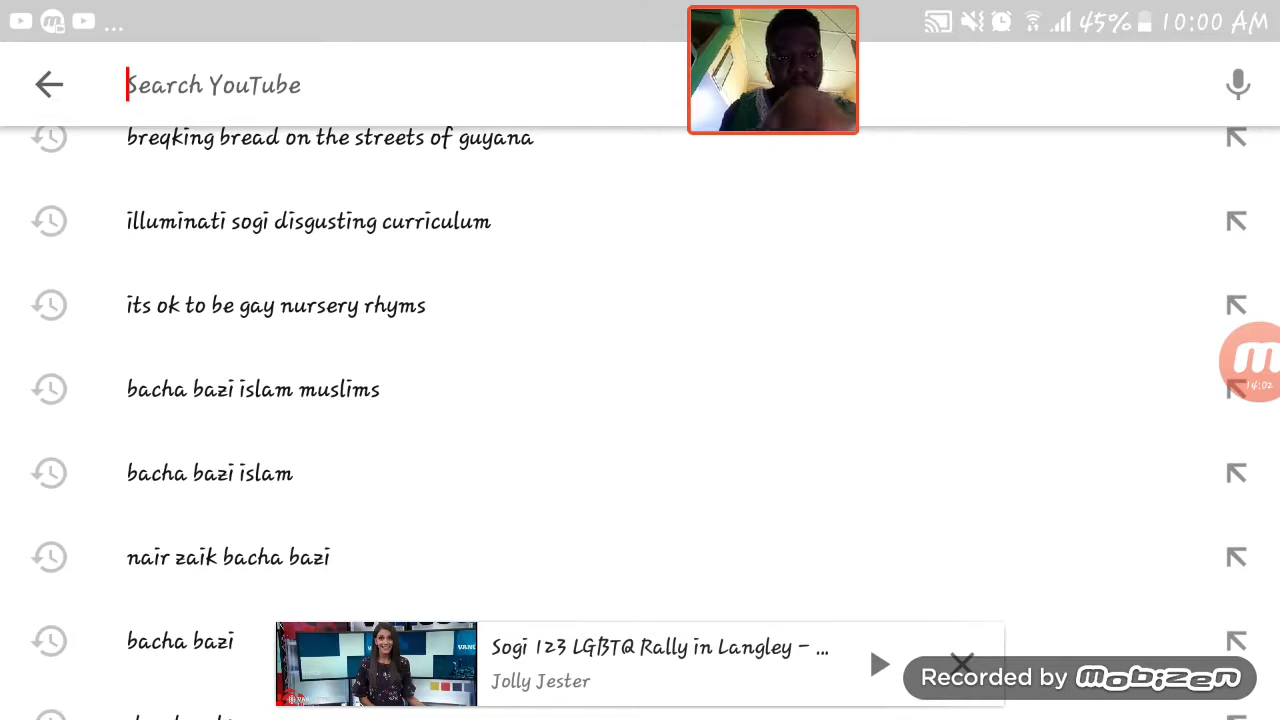 ... 45% 10:00 AM
Search YouTube
breqking bread on the streets of guyana
illuminati sogi disgusting curriculum
its ok to be gay nursery rhyms
bacha bazi islam muslims
14:02
bacha bazi islam
nair zaik bacha bazi
bacha bazi
Sogi 123 LGBTQ Rally in Langley - ...
Jolly Jester
Recorded by mobizen